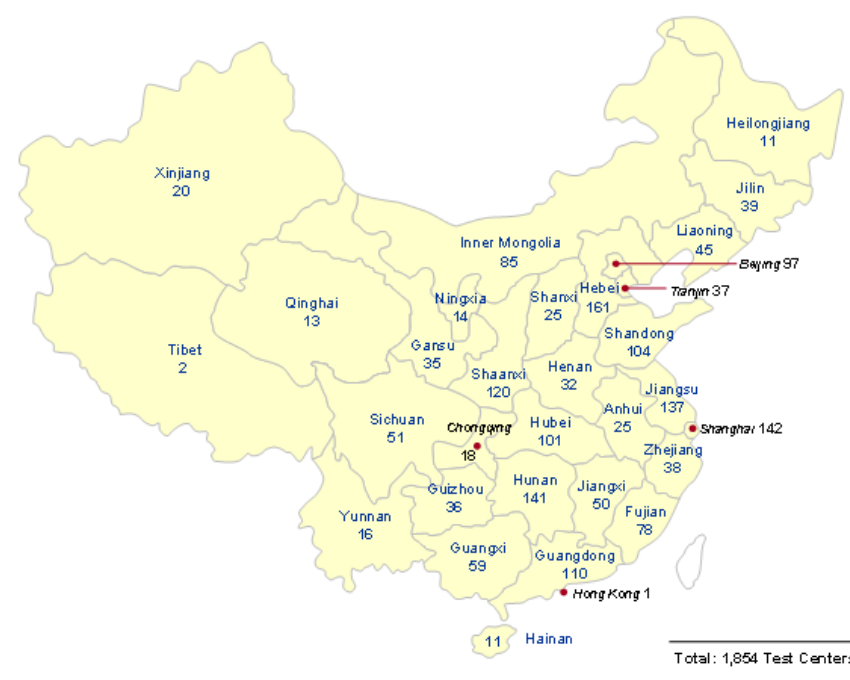 Heilongjiang
11
Xinjiang
20
Jilin
39
Liaoning
45
Inner Mongolia
85
Beijing 97
Hebei
161
Tianjin 37
Ningxia
14
Shanxi
25
Qinghai
13
Shandong
104
Gansu
35
Tibet
2
Henan
32
Shaanxi
120
Jiangsu
137
Anhui
25
Sichuan
51
Chongqing
18
Hubei
101
Shanghai 142
Zhejiang
38
Hunan
141
Jiangxi
50
Guizhou
36
Fujian
78
Yunnan
16
Guangxi
59
Guangdong
110
Hong Kong 1
11 Hainan
Total: 1,854 Test Centers